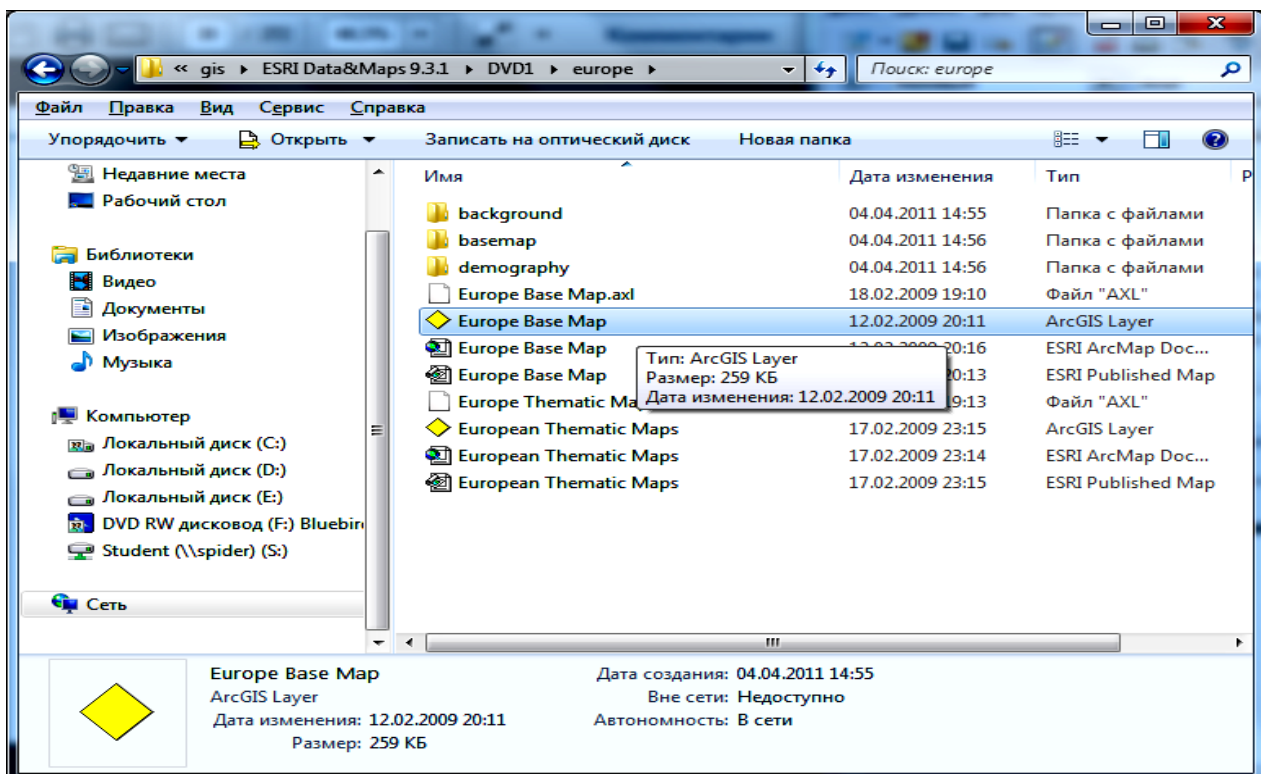 « gis ▸ ESRI Data&Maps 9.3.1 ▸ DVD1 ▸ europe ▸
Поиск: europe
Файл Правка Вид Сервис Справка
Упорядочить Открыть Записать на оптический диск Новая папка
Недавние места
Рабочий стол
Библиотеки
Видео
Документы
Изображения
Музыка
Компьютер
Локальный диск (C:)
Локальный диск (D:)
Локальный диск (E:)
DVD RW дисковод (F:) Bluebir
Student (\\spider) (S:)
Сеть
Имя Дата изменения Тип Р
background 04.04.2011 14:55 Папка с файлами
basemap 04.04.2011 14:56 Папка с файлами
demography 04.04.2011 14:56 Папка с файлами
Europe Base Map.axl 18.02.2009 19:10 Файл "AXL"
Europe Base Map 12.02.2009 20:11 ArcGIS Layer
Europe Base Map 20:16 ESRI ArcMap Doc...
Europe Base Map 20:13 ESRI Published Map
Europe Thematic Ma 19:13 Файл "AXL"
European Thematic Maps 17.02.2009 23:15 ArcGIS Layer
European Thematic Maps 17.02.2009 23:14 ESRI ArcMap Doc...
European Thematic Maps 17.02.2009 23:15 ESRI Published Map
Тип: ArcGIS Layer
Размер: 259 КБ
Дата изменения: 12.02.2009 20:11
Europe Base Map
ArcGIS Layer
Дата изменения: 12.02.2009 20:11
Размер: 259 КБ
Дата создания: 04.04.2011 14:55
Вне сети: Недоступно
Автономность: В сети